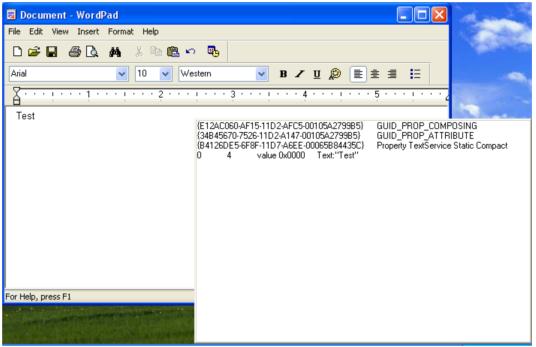 Document - WordPad
File Edit View Insert Format Help
Arial 10 Western B I U
1 2 3 4 5
Test
{E12AC060-AF15-11D2-AFC5-00105A2799B5} GUID_PROP_COMPOSING
{34B45670-7526-11D2-A147-00105A2799B5} GUID_PROP_ATTRIBUTE
{B4126DE5-6F8F-11D7-A6EE-00065B84435C} Property TextService Static Compact
0 4 value 0x0000 Text:"Test"
For Help, press F1